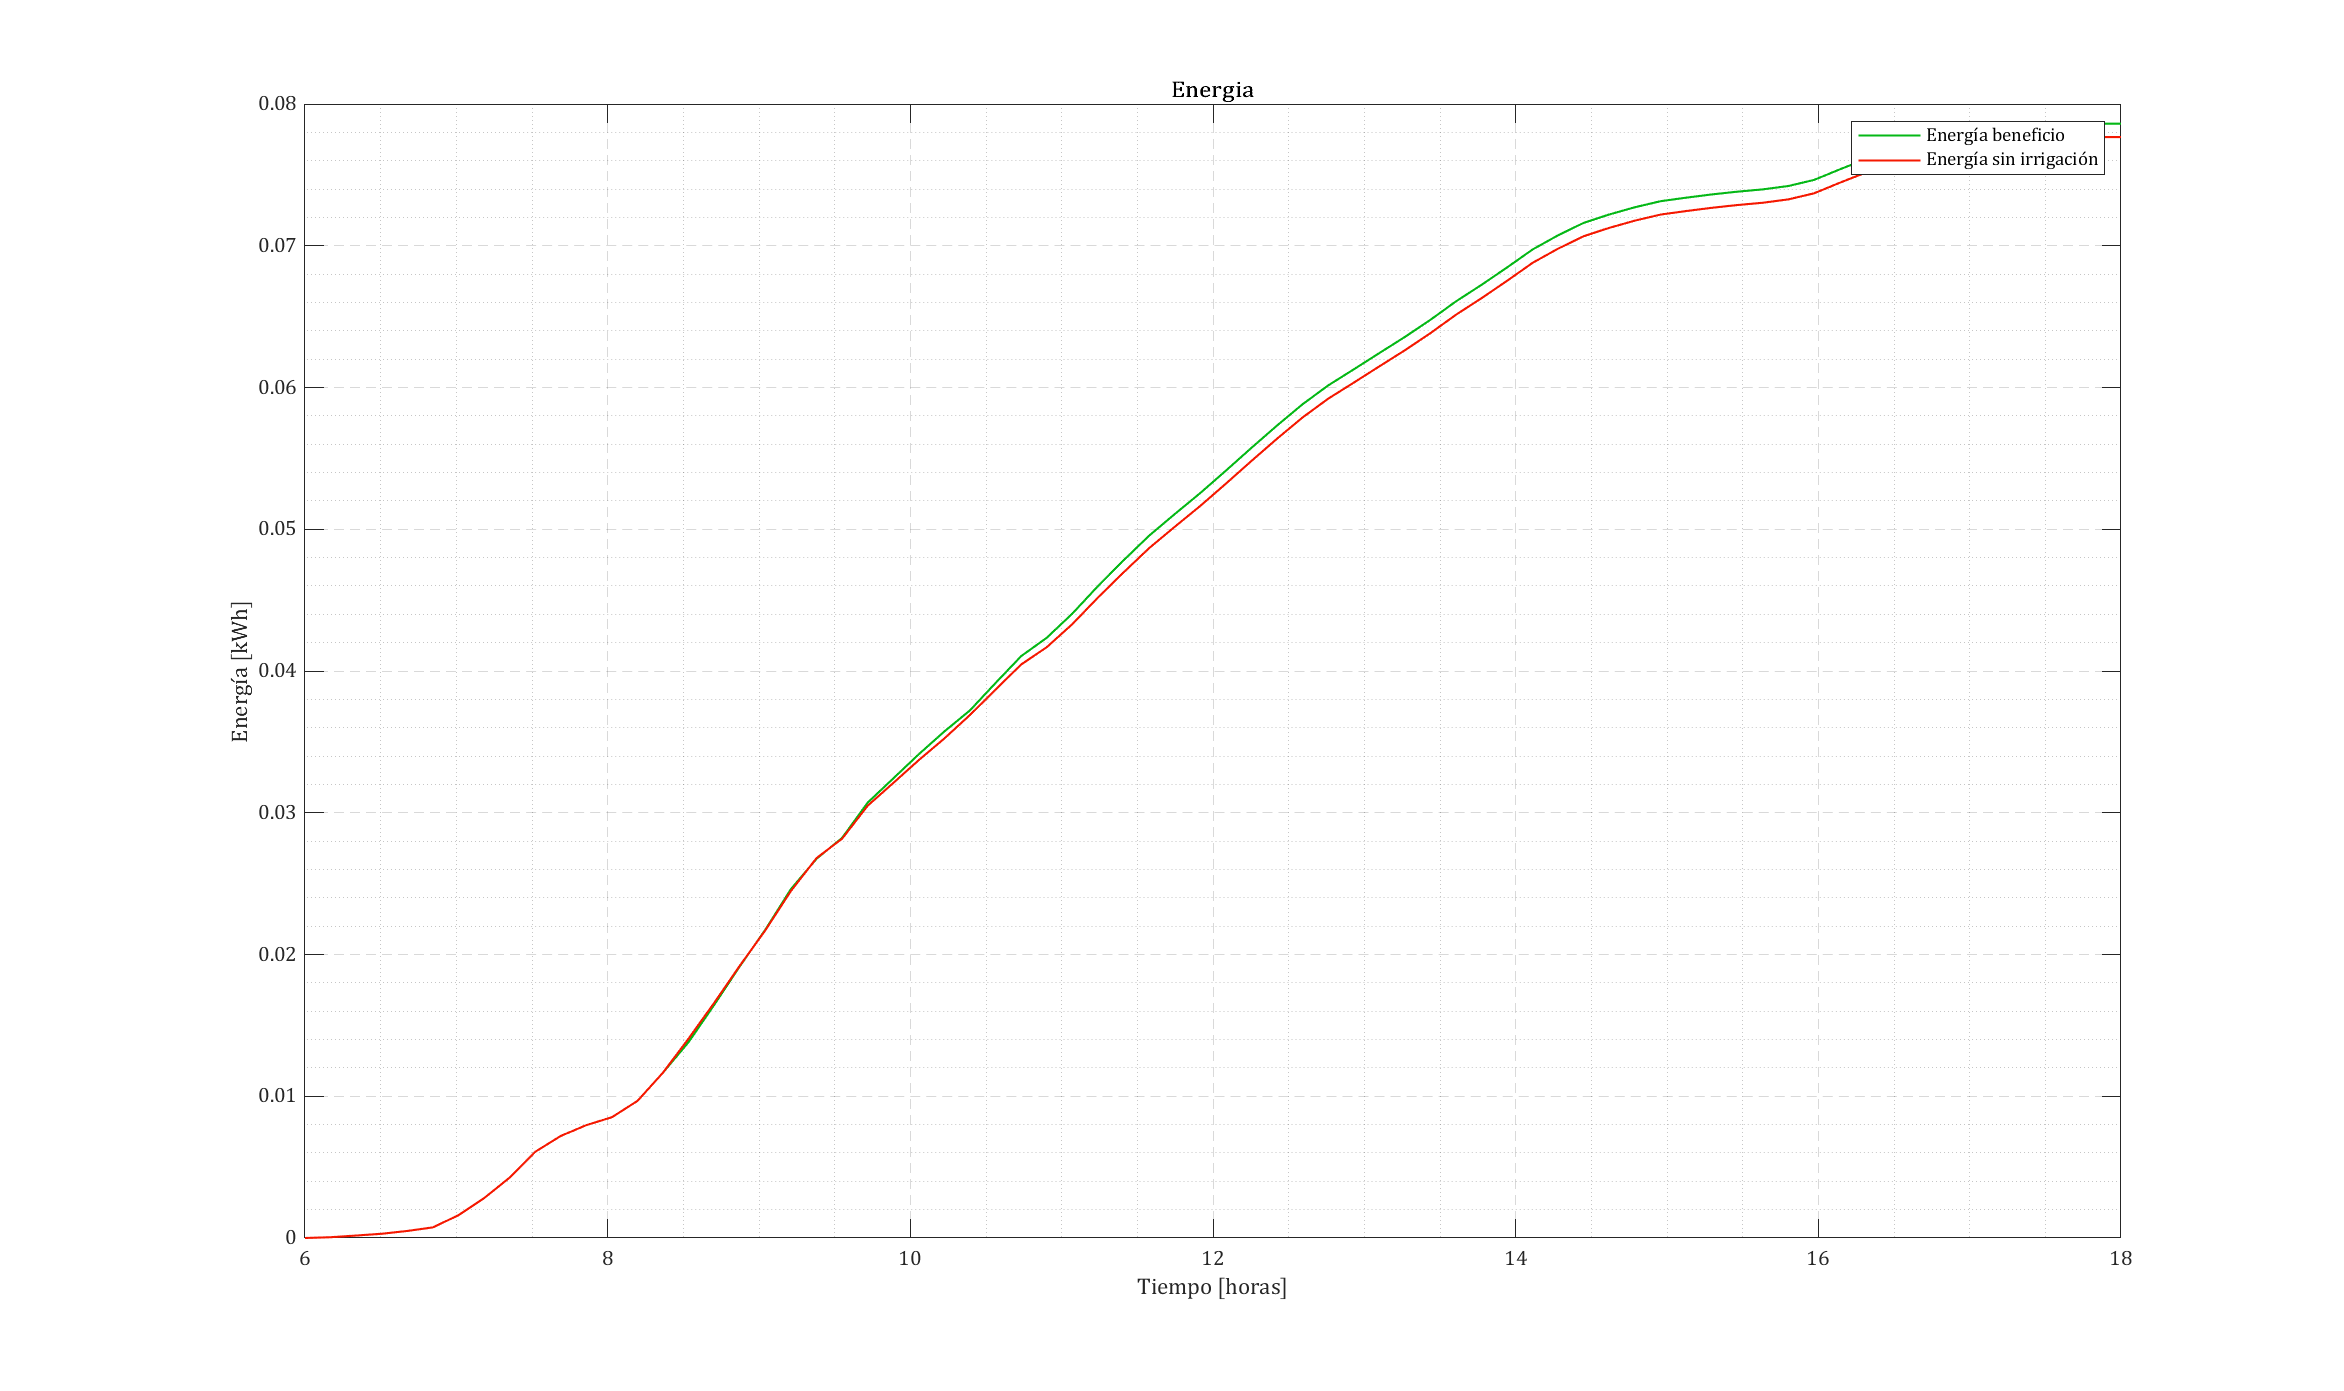 Energia
0.08
0.07
0.06
0.05
0.04
0.03
0.02
0.01
0
Energía [kWh]
Energía beneficio
Energía sin irrigación
6 8 10 12 14 16 18
Tiempo [horas]